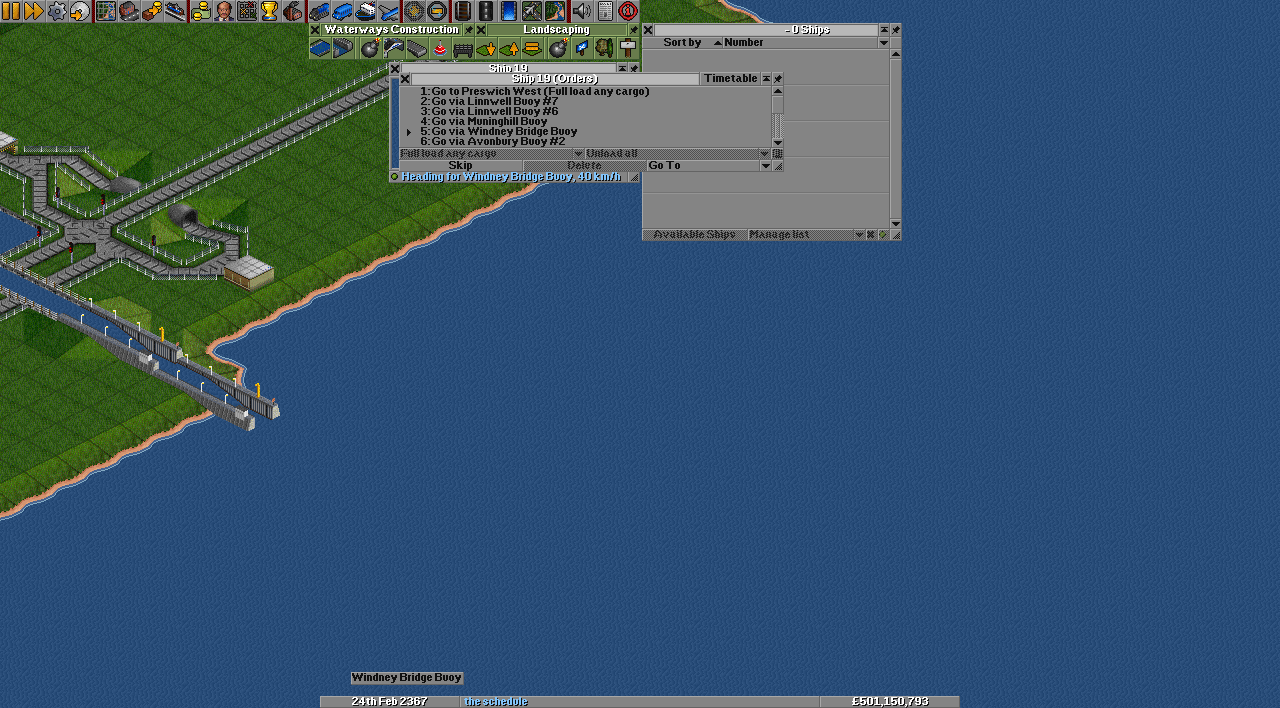 Waterways Construction
Landscaping
- 0 Ships
Sort by
Number
Ship 19
Ship 19 (Orders)
Timetable
1: Go to Preswich West (Full load any cargo)
2: Go via Linnwell Buoy #7
3: Go via Linnwell Buoy #6
4: Go via Muninghill Buoy
5: Go via Windney Bridge Buoy
6: Go via Avonbury Buoy #2
Full load any cargo
Unload all
Skip
Delete
Go To
Heading for Windney Bridge Buoy, 40 km/h
Available Ships
Manage list
Windney Bridge Buoy
24th Feb 2367
the schedule
£501,150,793